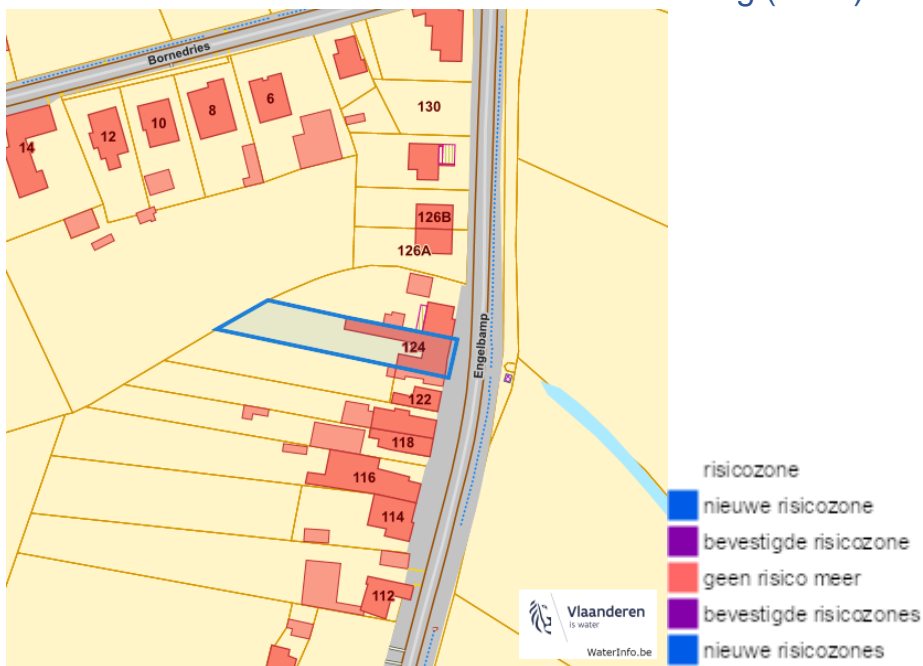 g (
Bornedries
130
6
8
10
12
14
126B
126A
Engelbamp
124
122
118
116
114
112
Vlaanderen
is water
WaterInfo.be
risicozone
nieuwe risicozone
bevestigde risicozone
geen risico meer
bevestigde risicozones
nieuwe risicozones